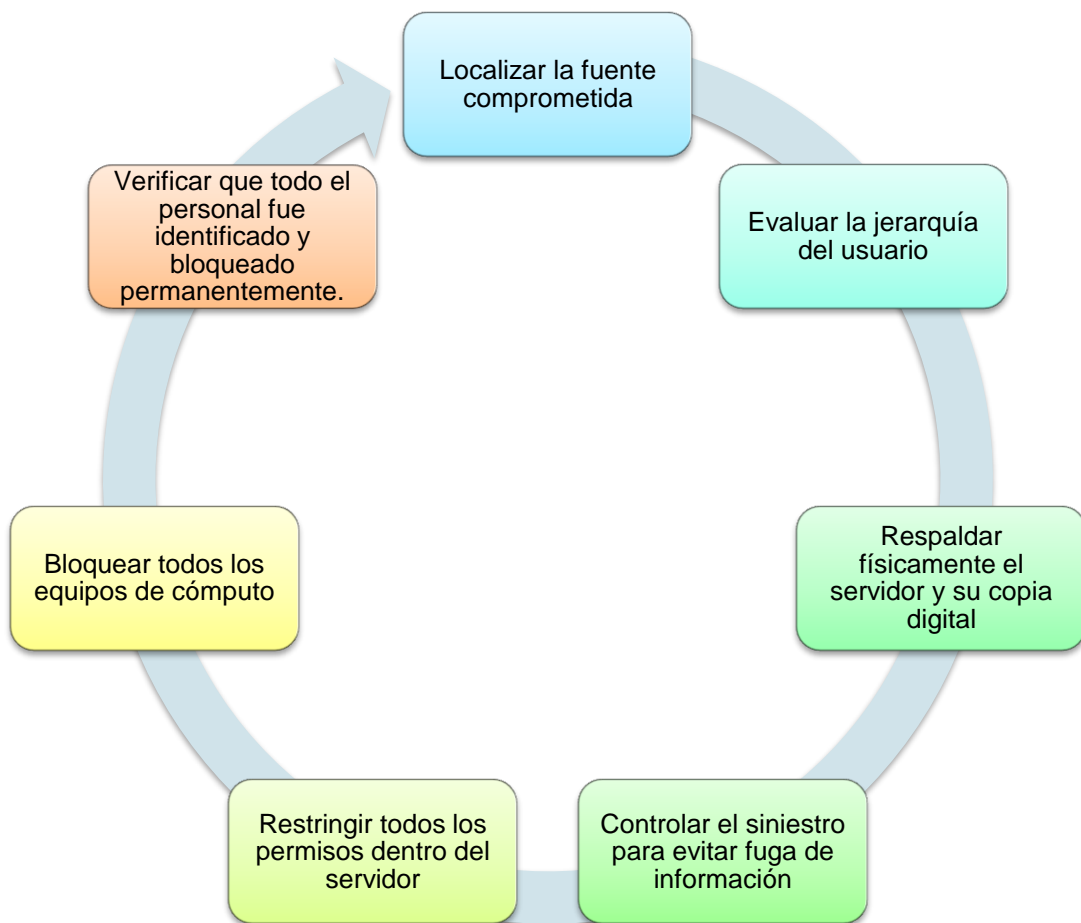 Localizar la fuente
comprometida
Evaluar la jerarquía
del usuario
Respaldar
físicamente el
servidor y su copia
digital
Controlar el siniestro
para evitar fuga de
información
Restringir todos los
permisos dentro del
servidor
Bloquear todos los
equipos de cómputo
Verificar que todo el
personal fue
identificado y
bloqueado
permanentemente.